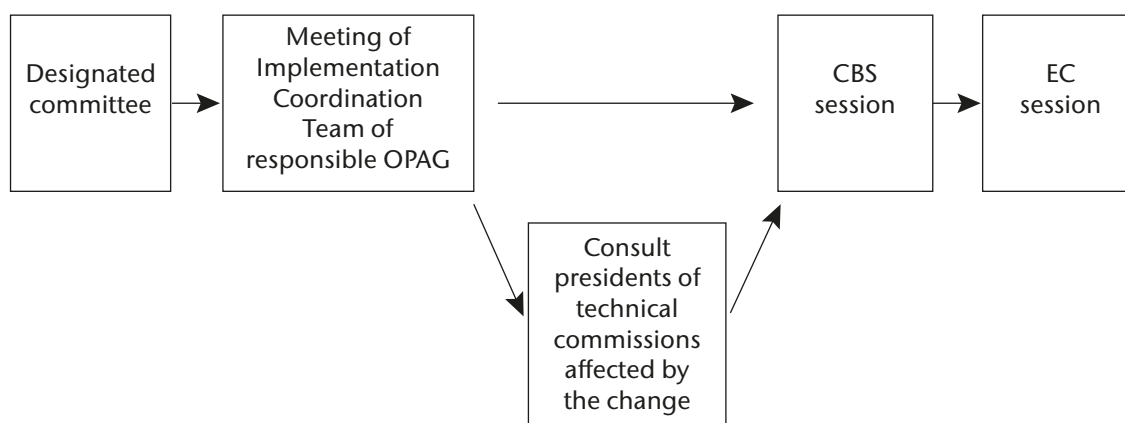 Designated
committee
Meeting of
Implementation
Coordination
Team of
responsible OPAG
CBS
session
EC
session
Consult
presidents of
technical
commissions
affected by
the change